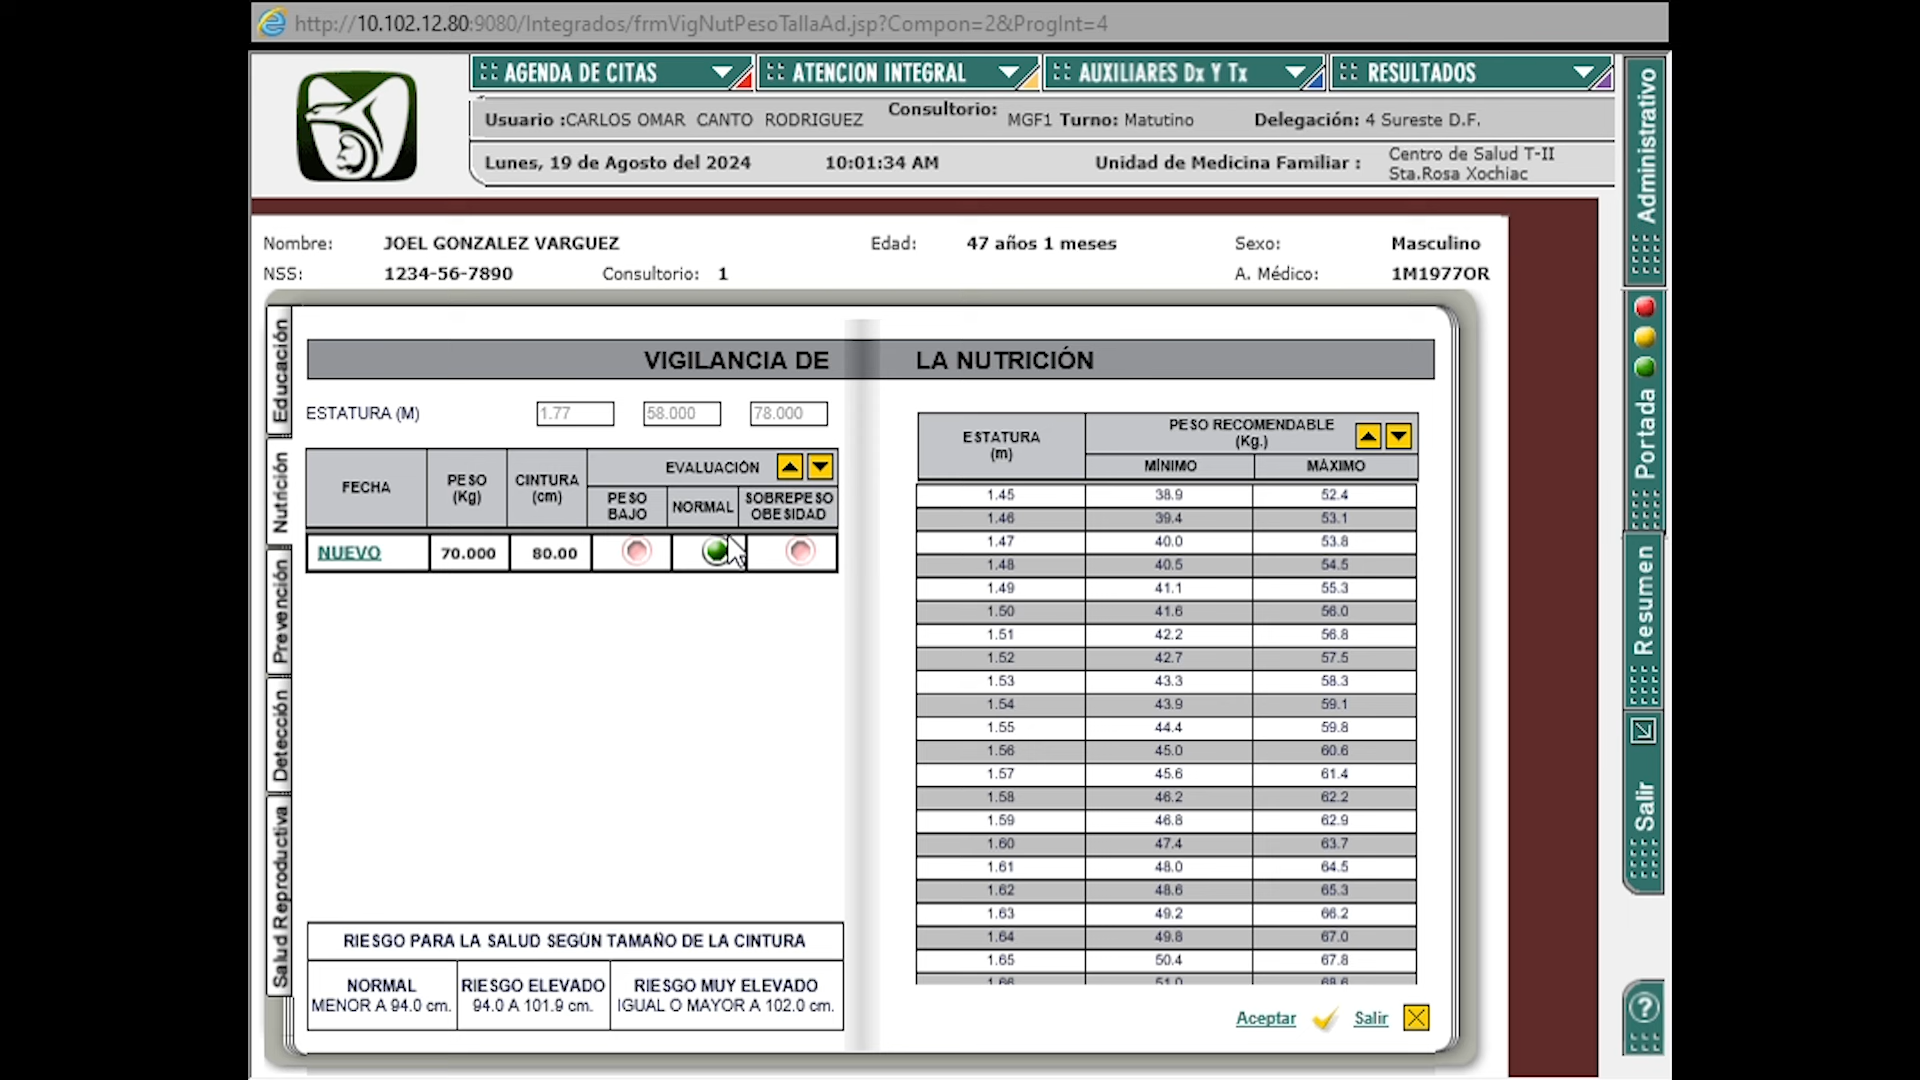 http://10.102.12.80:9080/Integrados/frmVigNutPesoTallaAd.jsp?Compon=2&ProgInt=4
AGENDA DE CITAS
ATENCION INTEGRAL
AUXILIARES Dx Y Tx
RESULTADOS
Usuario :CARLOS OMAR CANTO RODRIGUEZ
Consultorio: MGF1 Turno: Matutino
Delegación: 4 Sureste D.F.
Lunes, 19 de Agosto del 2024
10:01:34 AM
Unidad de Medicina Familiar :
Centro de Salud T-II
Sta.Rosa Xochiac
Nombre: JOEL GONZALEZ VARGUEZ Edad: 47 años 1 meses Sexo: Masculino
NSS: 1234-56-7890 Consultorio: 1 A. Médico: 1M1977OR
Educación
Nutrición
Prevención
Detección
Salud Reproductiva
VIGILANCIA DE LA NUTRICIÓN
ESTATURA (M) 1.77 58.000 78.000
FECHA
PESO
(Kg)
CINTURA
(cm)
EVALUACIÓN
PESO
BAJO
NORMAL
SOBREPESO
OBESIDAD
NUEVO 70.000 80.00
RIESGO PARA LA SALUD SEGÚN TAMAÑO DE LA CINTURA
NORMAL
MENOR A 94.0 cm.
RIESGO ELEVADO
94.0 A 101.9 cm.
RIESGO MUY ELEVADO
IGUAL O MAYOR A 102.0 cm.
ESTATURA
(m)
PESO RECOMENDABLE
(Kg.)
MÍNIMO MÁXIMO
1.45 38.9 52.4
1.46 39.4 53.1
1.47 40.0 53.8
1.48 40.5 54.5
1.49 41.1 55.3
1.50 41.6 56.0
1.51 42.2 56.8
1.52 42.7 57.5
1.53 43.3 58.3
1.54 43.9 59.1
1.55 44.4 59.8
1.56 45.0 60.6
1.57 45.6 61.4
1.58 46.2 62.2
1.59 46.8 62.9
1.60 47.4 63.7
1.61 48.0 64.5
1.62 48.6 65.3
1.63 49.2 66.2
1.64 49.8 67.0
1.65 50.4 67.8
1.66 51.0 68.6
Aceptar Salir
Administrativo
Portada
Resumen
Salir
?